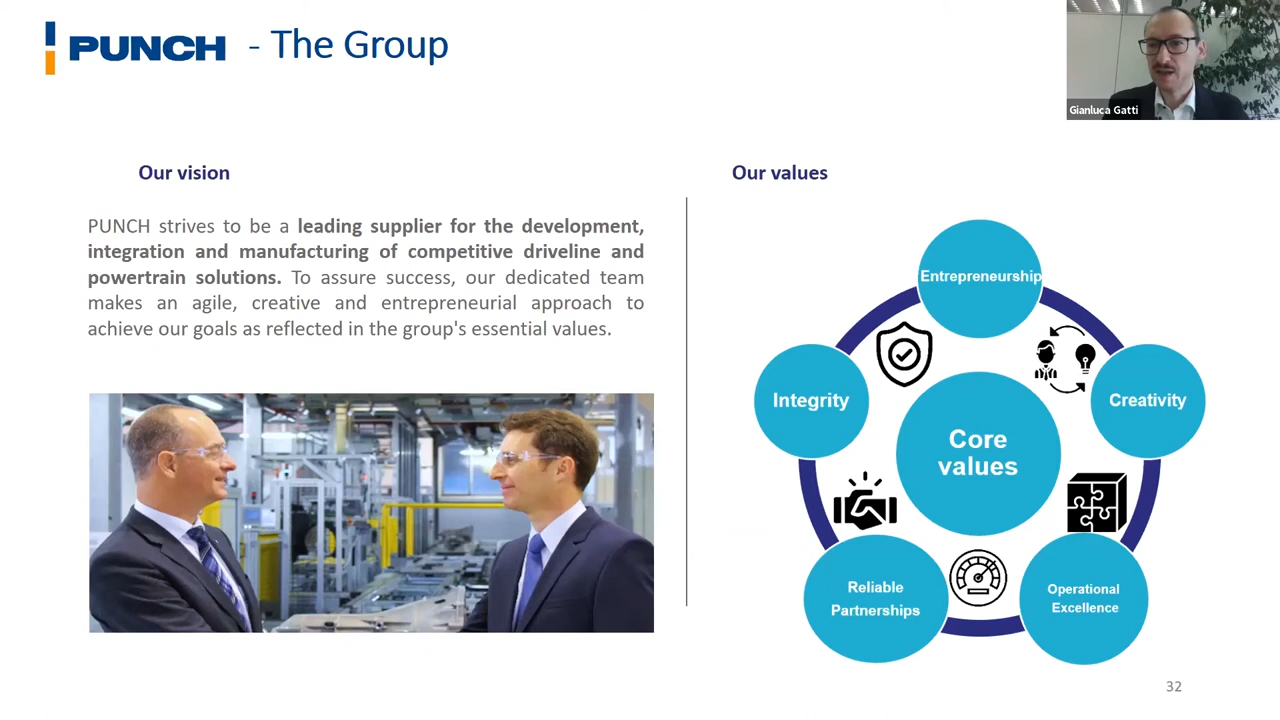 PUNCH - The Group
Gianluca Gatti
Our vision
PUNCH strives to be a leading supplier for the development,
integration and manufacturing of competitive driveline and
powertrain solutions. To assure success, our dedicated team
makes an agile, creative and entrepreneurial approach to
achieve our goals as reflected in the group's essential values.
Our values
Entrepreneurship
Integrity
Creativity
Core
values
Reliable
Partnerships
Operational
Excellence
32